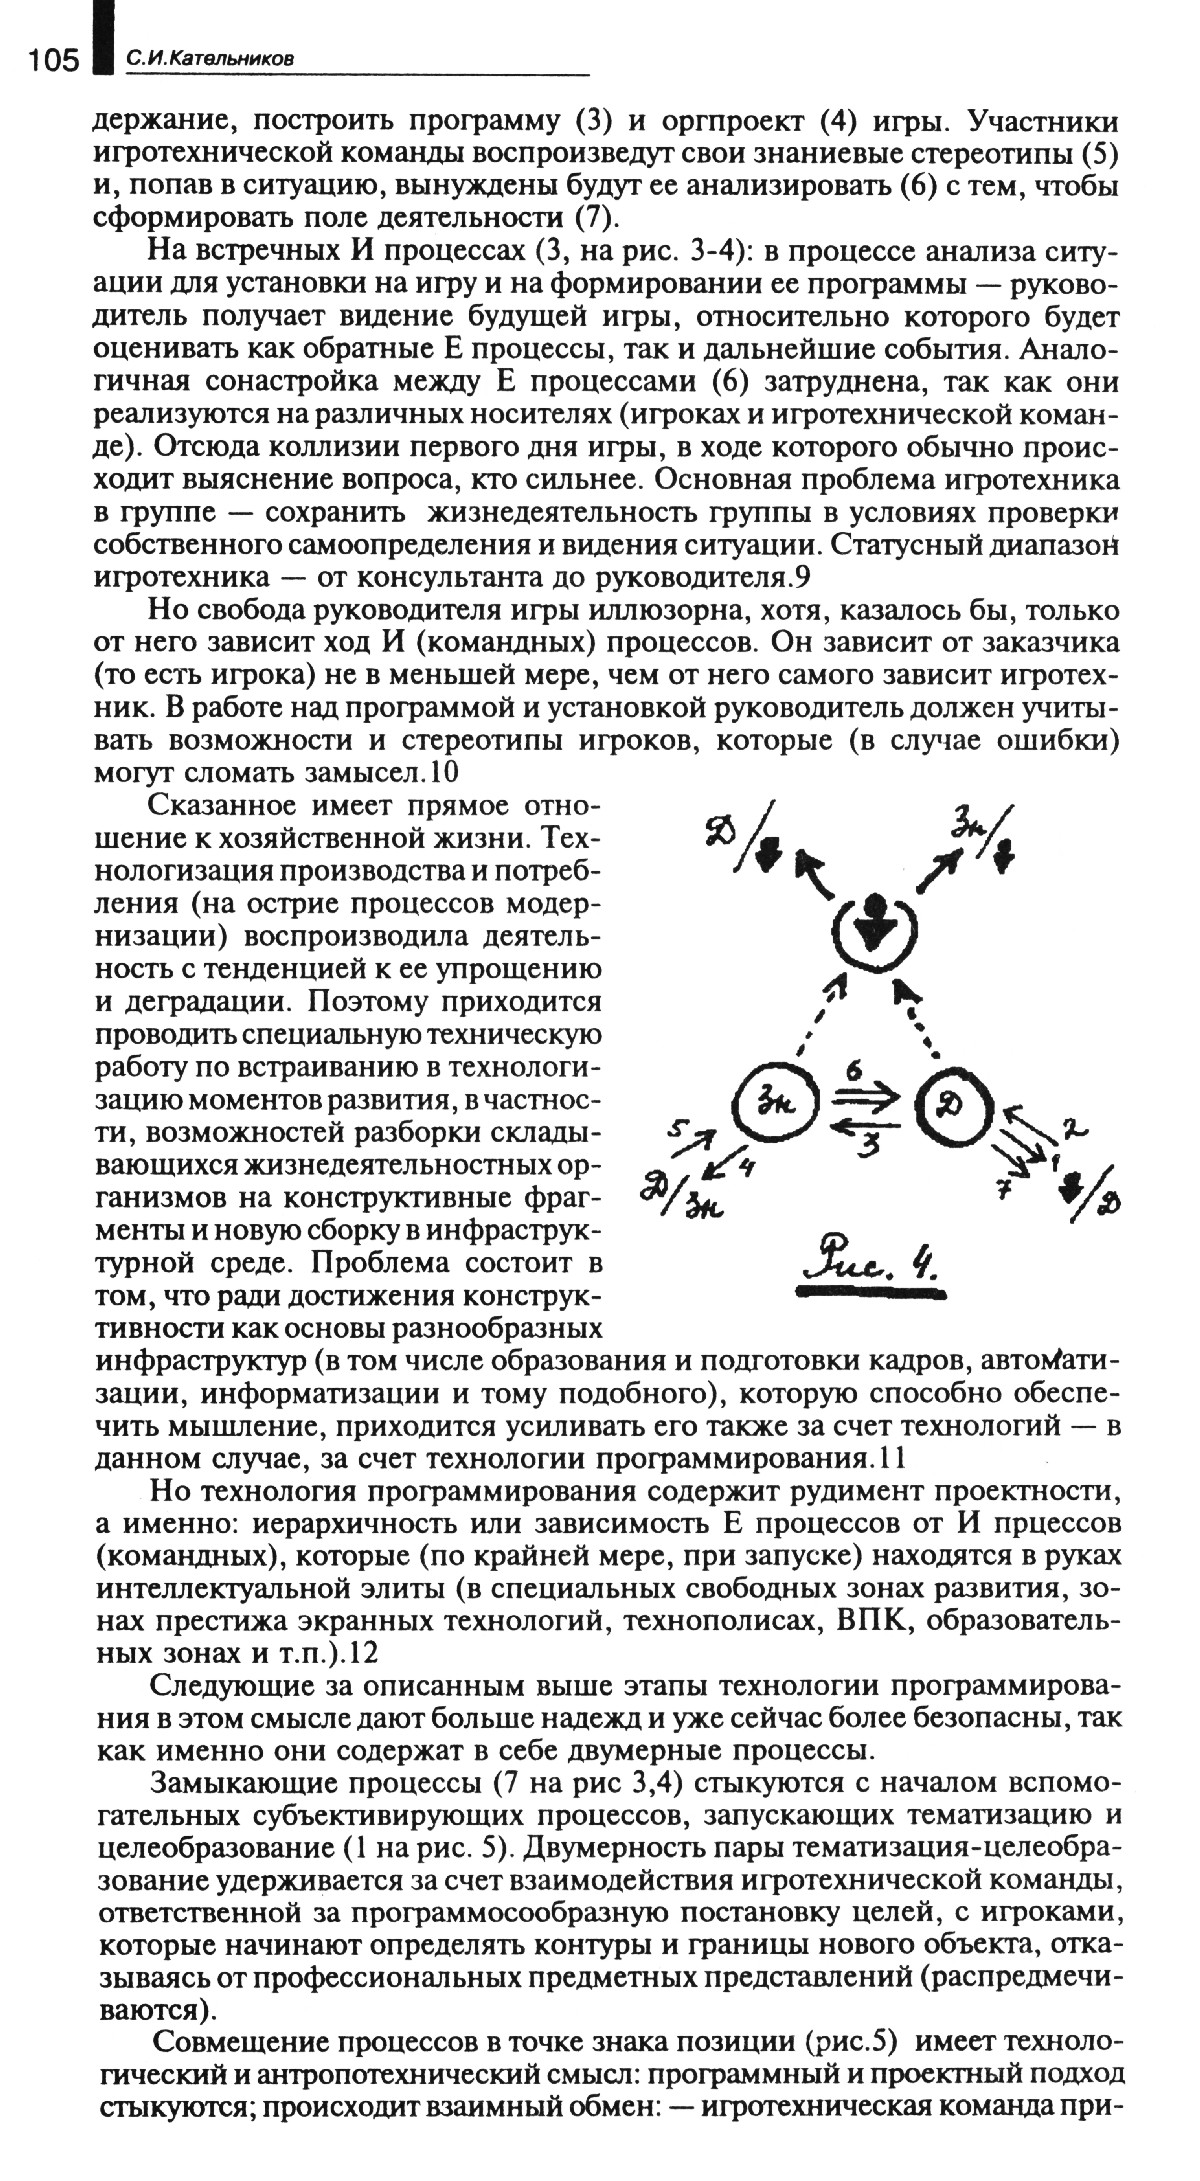 105
С.И.Кательников
держание, построить программу (3) и оргпроект (4) игры. Участники
игротехнической команды воспроизведут свои знаниевые стереотипы (5)
и, попав в ситуацию, вынуждены будут ее анализировать (6) с тем, чтобы
сформировать поле деятельности (7).
На встречных И процессах (3, на рис. 3-4): в процессе анализа ситу-
ации для установки на игру и на формировании ее программы — руково-
дитель получает видение будущей игры, относительно которого будет
оценивать как обратные Е процессы, так и дальнейшие события. Анало-
гичная сонастройка между Е процессами (6) затруднена, так как они
реализуются на различных носителях (игроках и игротехнической коман-
де). Отсюда коллизии первого дня игры, в ходе которого обычно проис-
ходит выяснение вопроса, кто сильнее. Основная проблема игротехника
в группе — сохранить жизнедеятельность группы в условиях проверки
собственного самоопределения и видения ситуации. Статусный диапазон
игротехника — от консультанта до руководителя.9
Но свобода руководителя игры иллюзорна, хотя, казалось бы, только
от него зависит ход И (командных) процессов. Он зависит от заказчика
(то есть игрока) не в меньшей мере, чем от него самого зависит игротех-
ник. В работе над программой и установкой руководитель должен учиты-
вать возможности и стереотипы игроков, которые (в случае ошибки)
могут сломать замысел.10
Сказанное имеет прямое отно-
шение к хозяйственной жизни. Тех-
нологизация производства и потреб-
ления (на острие процессов модер-
низации) воспроизводила деятель-
ность с тенденцией к ее упрощению
и деградации. Поэтому приходится
проводить специальную техническую
работу по встраиванию в технологи-
зацию моментов развития, в частнос-
ти, возможностей разборки склады-
вающихся жизнедеятельностных ор-
ганизмов на конструктивные фраг-
менты и новую сборку в инфраструк-
турной среде. Проблема состоит в
том, что ради достижения конструк-
тивности как основы разнообразных
Д/
Зн/
6
Зн
Д
3
5
4
2
1
7
Д/Зн
/Д
Рис. 4.
инфраструктур (в том числе образования и подготовки кадров, автомати-
зации, информатизации и тому подобного), которую способно обеспе-
чить мышление, приходится усиливать его также за счет технологий — в
данном случае, за счет технологии программирования.11
Но технология программирования содержит рудимент проектности,
а именно: иерархичность или зависимость Е процессов от И прцессов
(командных), которые (по крайней мере, при запуске) находятся в руках
интеллектуальной элиты (в специальных свободных зонах развития, зо-
нах престижа экранных технологий, технополисах, ВПК, образователь-
ных зонах и т.п.).12
Следующие за описанным выше этапы технологии программирова-
ния в этом смысле дают больше надежд и уже сейчас более безопасны, так
как именно они содержат в себе двумерные процессы.
Замыкающие процессы (7 на рис 3,4) стыкуются с началом вспомо-
гательных субъективирующих процессов, запускающих тематизацию и
целеобразование (1 на рис. 5). Двумерность пары тематизация-целеобра-
зование удерживается за счет взаимодействия игротехнической команды,
ответственной за программосообразную постановку целей, с игроками,
которые начинают определять контуры и границы нового объекта, отка-
зываясь от профессиональных предметных представлений (распредмечи-
ваются).
Совмещение процессов в точке знака позиции (рис.5) имеет техноло-
гический и антропотехнический смысл: программный и проектный подход
стыкуются; происходит взаимный обмен: — игротехническая команда при-